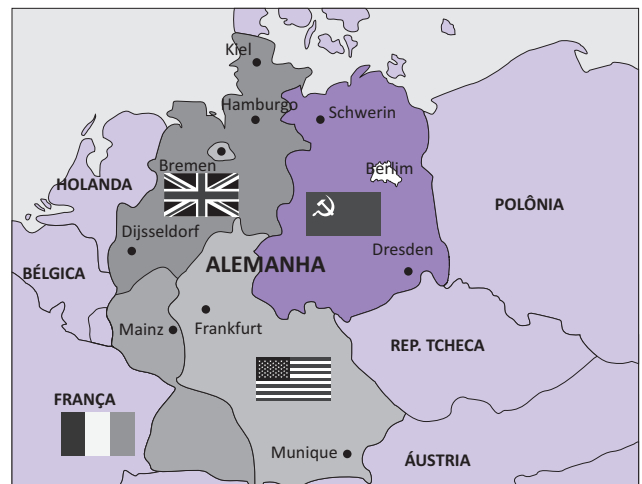 Kiel
Hamburgo
Schwerin
Bremen
Berlim
HOLANDA
POLÔNIA
Dijsseldorf
Dresden
ALEMANHA
BÉLGICA
Mainz
Frankfurt
REP. TCHECA
FRANÇA
Munique
ÁUSTRIA